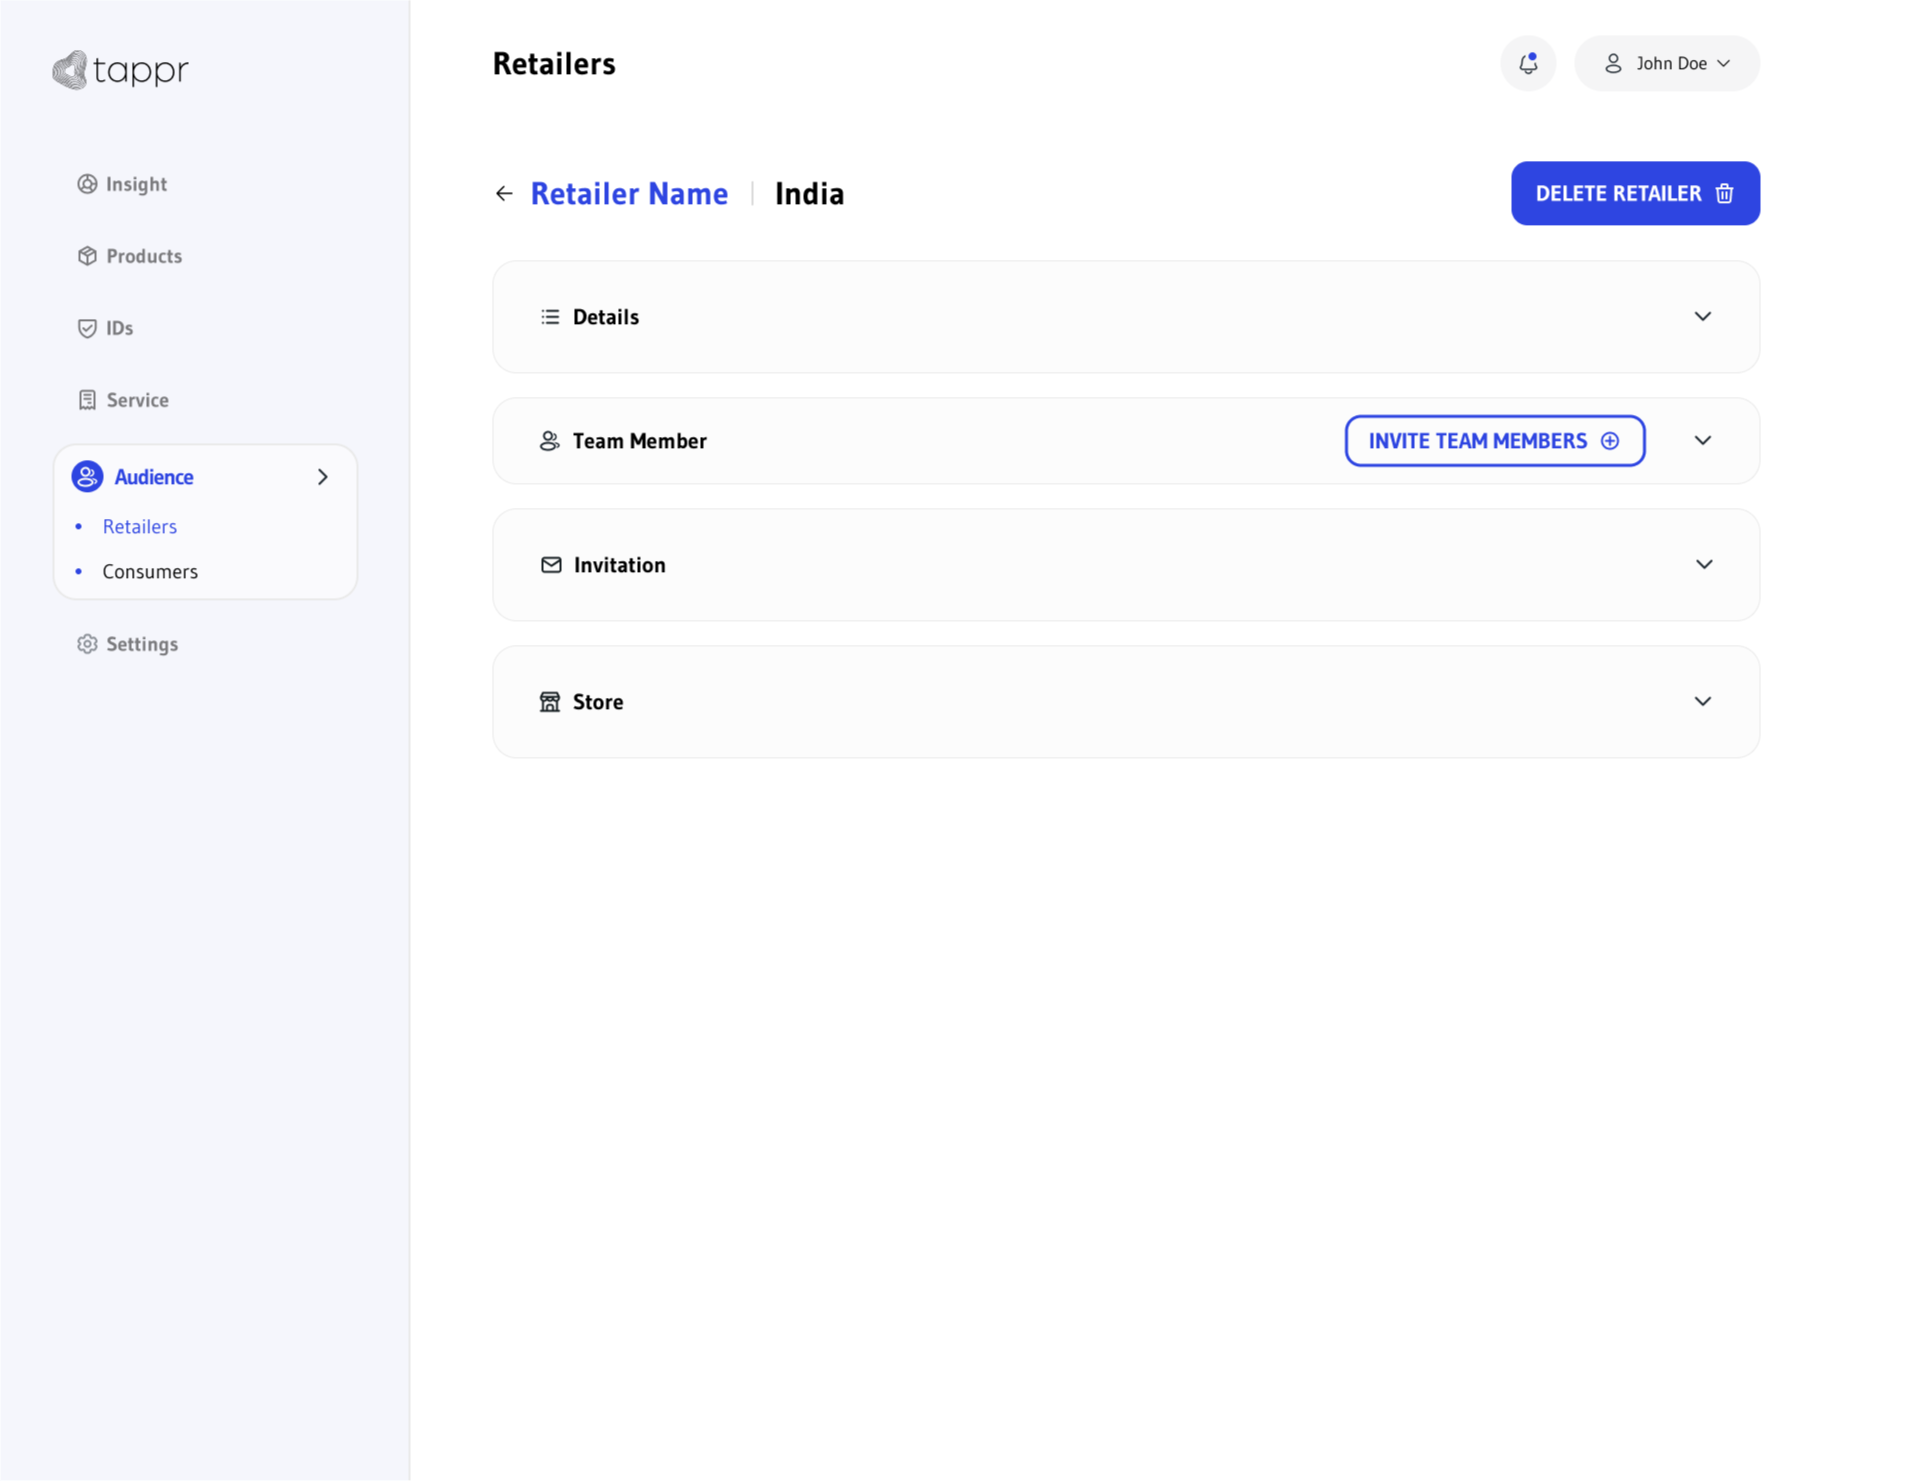 tappr
Insight
Products
IDs
Service
Audience
Retailers
Consumers
Settings
Retailers
John Doe
Retailer Name
India
DELETE RETAILER
Details
Team Member
INVITE TEAM MEMBERS
Invitation
Store